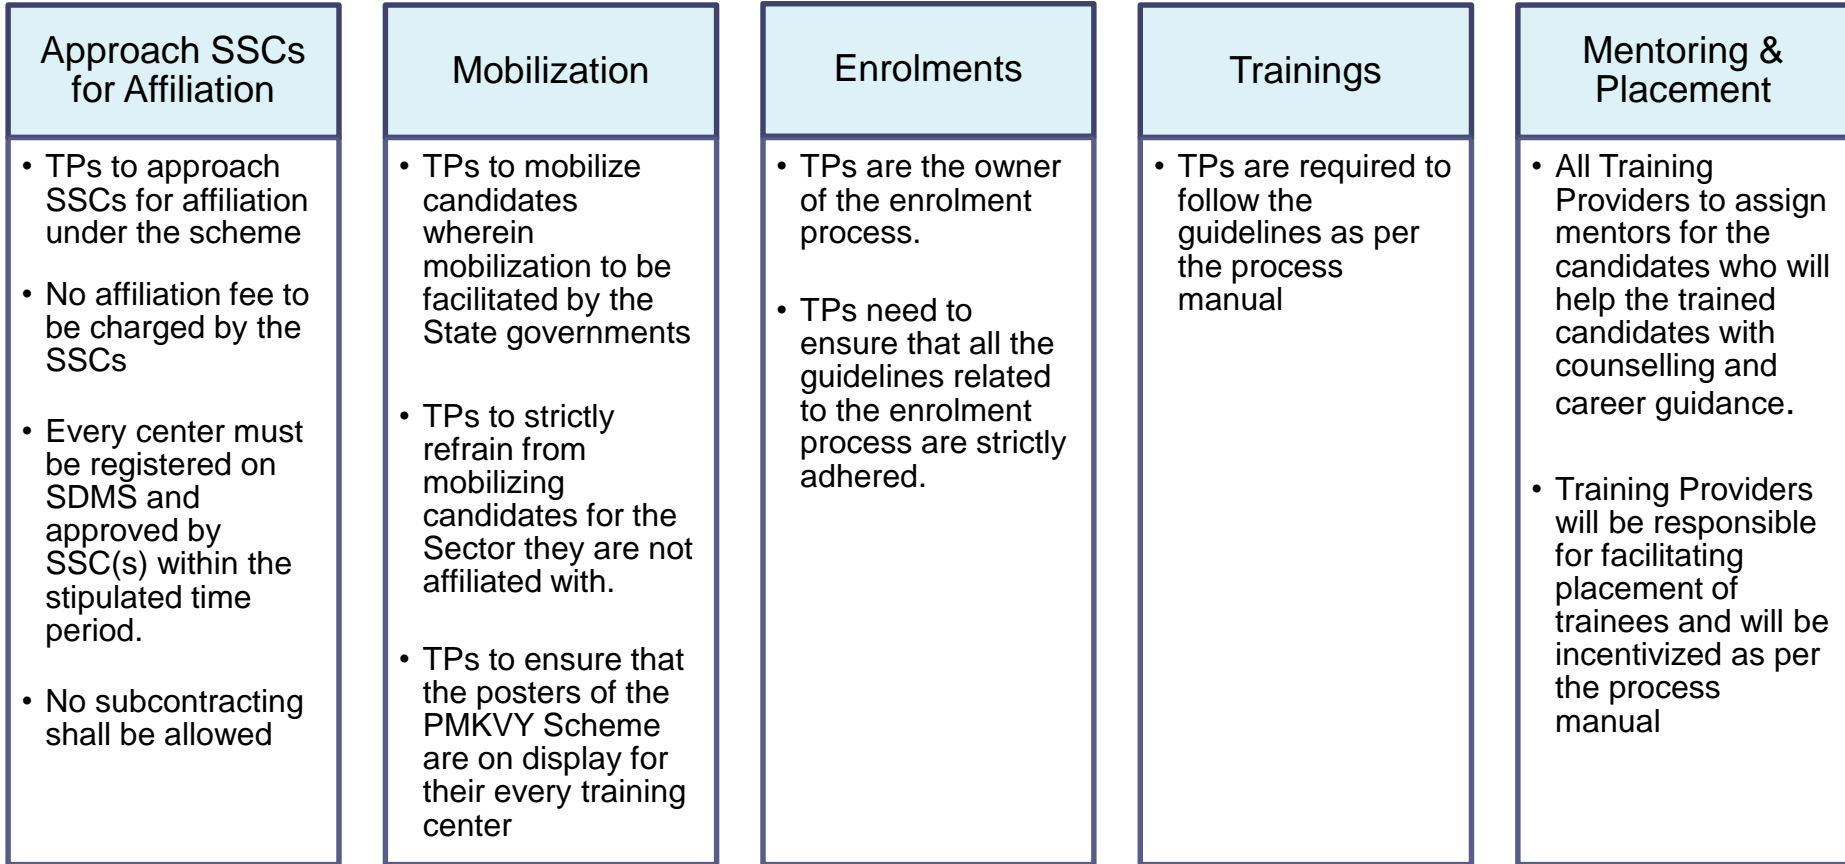 Approach SSCs
for Affiliation
• TPs to approach
SSCs for affiliation
under the scheme
• No affiliation fee to
be charged by the
SSCs
• Every center must
be registered on
SDMS and
approved by
SSC(s) within the
stipulated time
period.
• No subcontracting
shall be allowed
Mobilization
• TPs to mobilize
candidates
wherein
mobilization to be
facilitated by the
State governments
• TPs to strictly
refrain from
mobilizing
candidates for the
Sector they are not
affiliated with.
• TPs to ensure that
the posters of the
PMKVY Scheme
are on display for
their every training
center
Enrolments
• TPs are the owner
of the enrolment
process.
• TPs need to
ensure that all the
guidelines related
to the enrolment
process are strictly
adhered.
Trainings
• TPs are required to
follow the
guidelines as per
the process
manual
Mentoring &
Placement
• All Training
Providers to assign
mentors for the
candidates who will
help the trained
candidates with
counselling and
career guidance.
• Training Providers
will be responsible
for facilitating
placement of
trainees and will be
incentivized as per
the process
manual